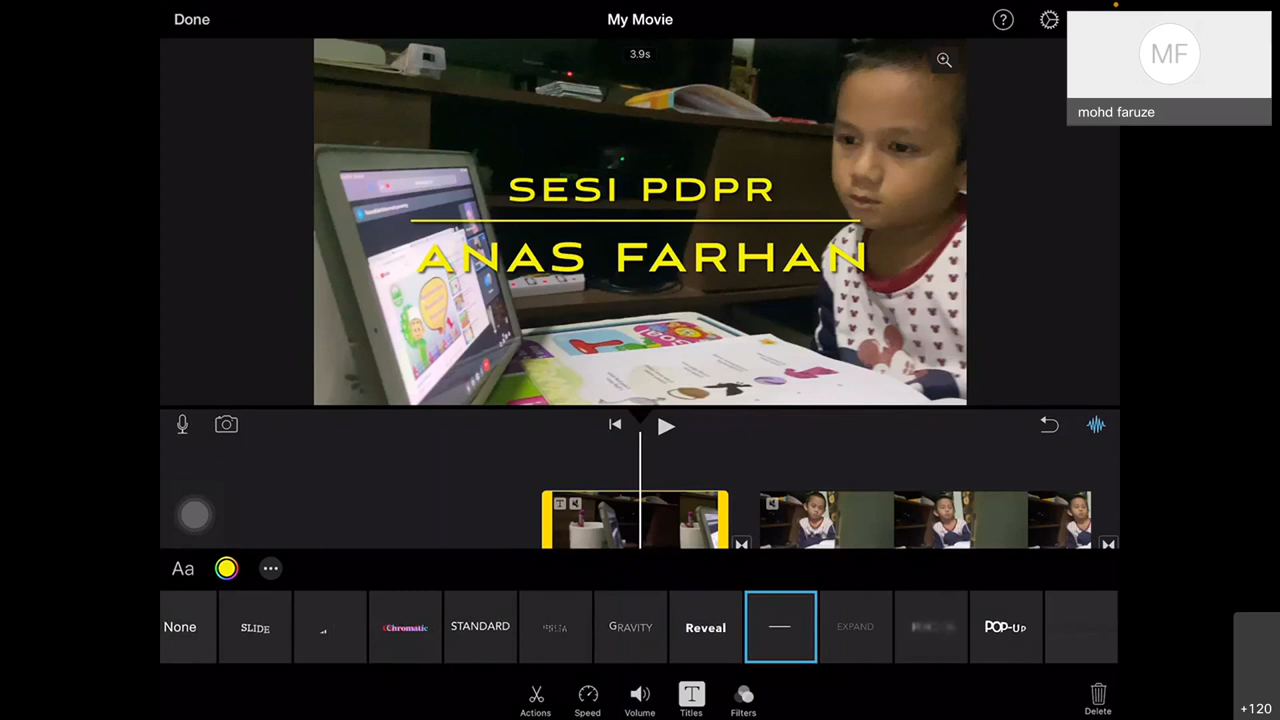 Done
My Movie
?
MF
mohd faruze
3.9s
SESI PDPR
ANAS FARHAN
T
Aa
None
SLIDE
Chromatic
STANDARD
GRAVITY
Reveal
EXPAND
POP-UP
Actions
Speed
Volume
T
Titles
Filters
Delete
+120